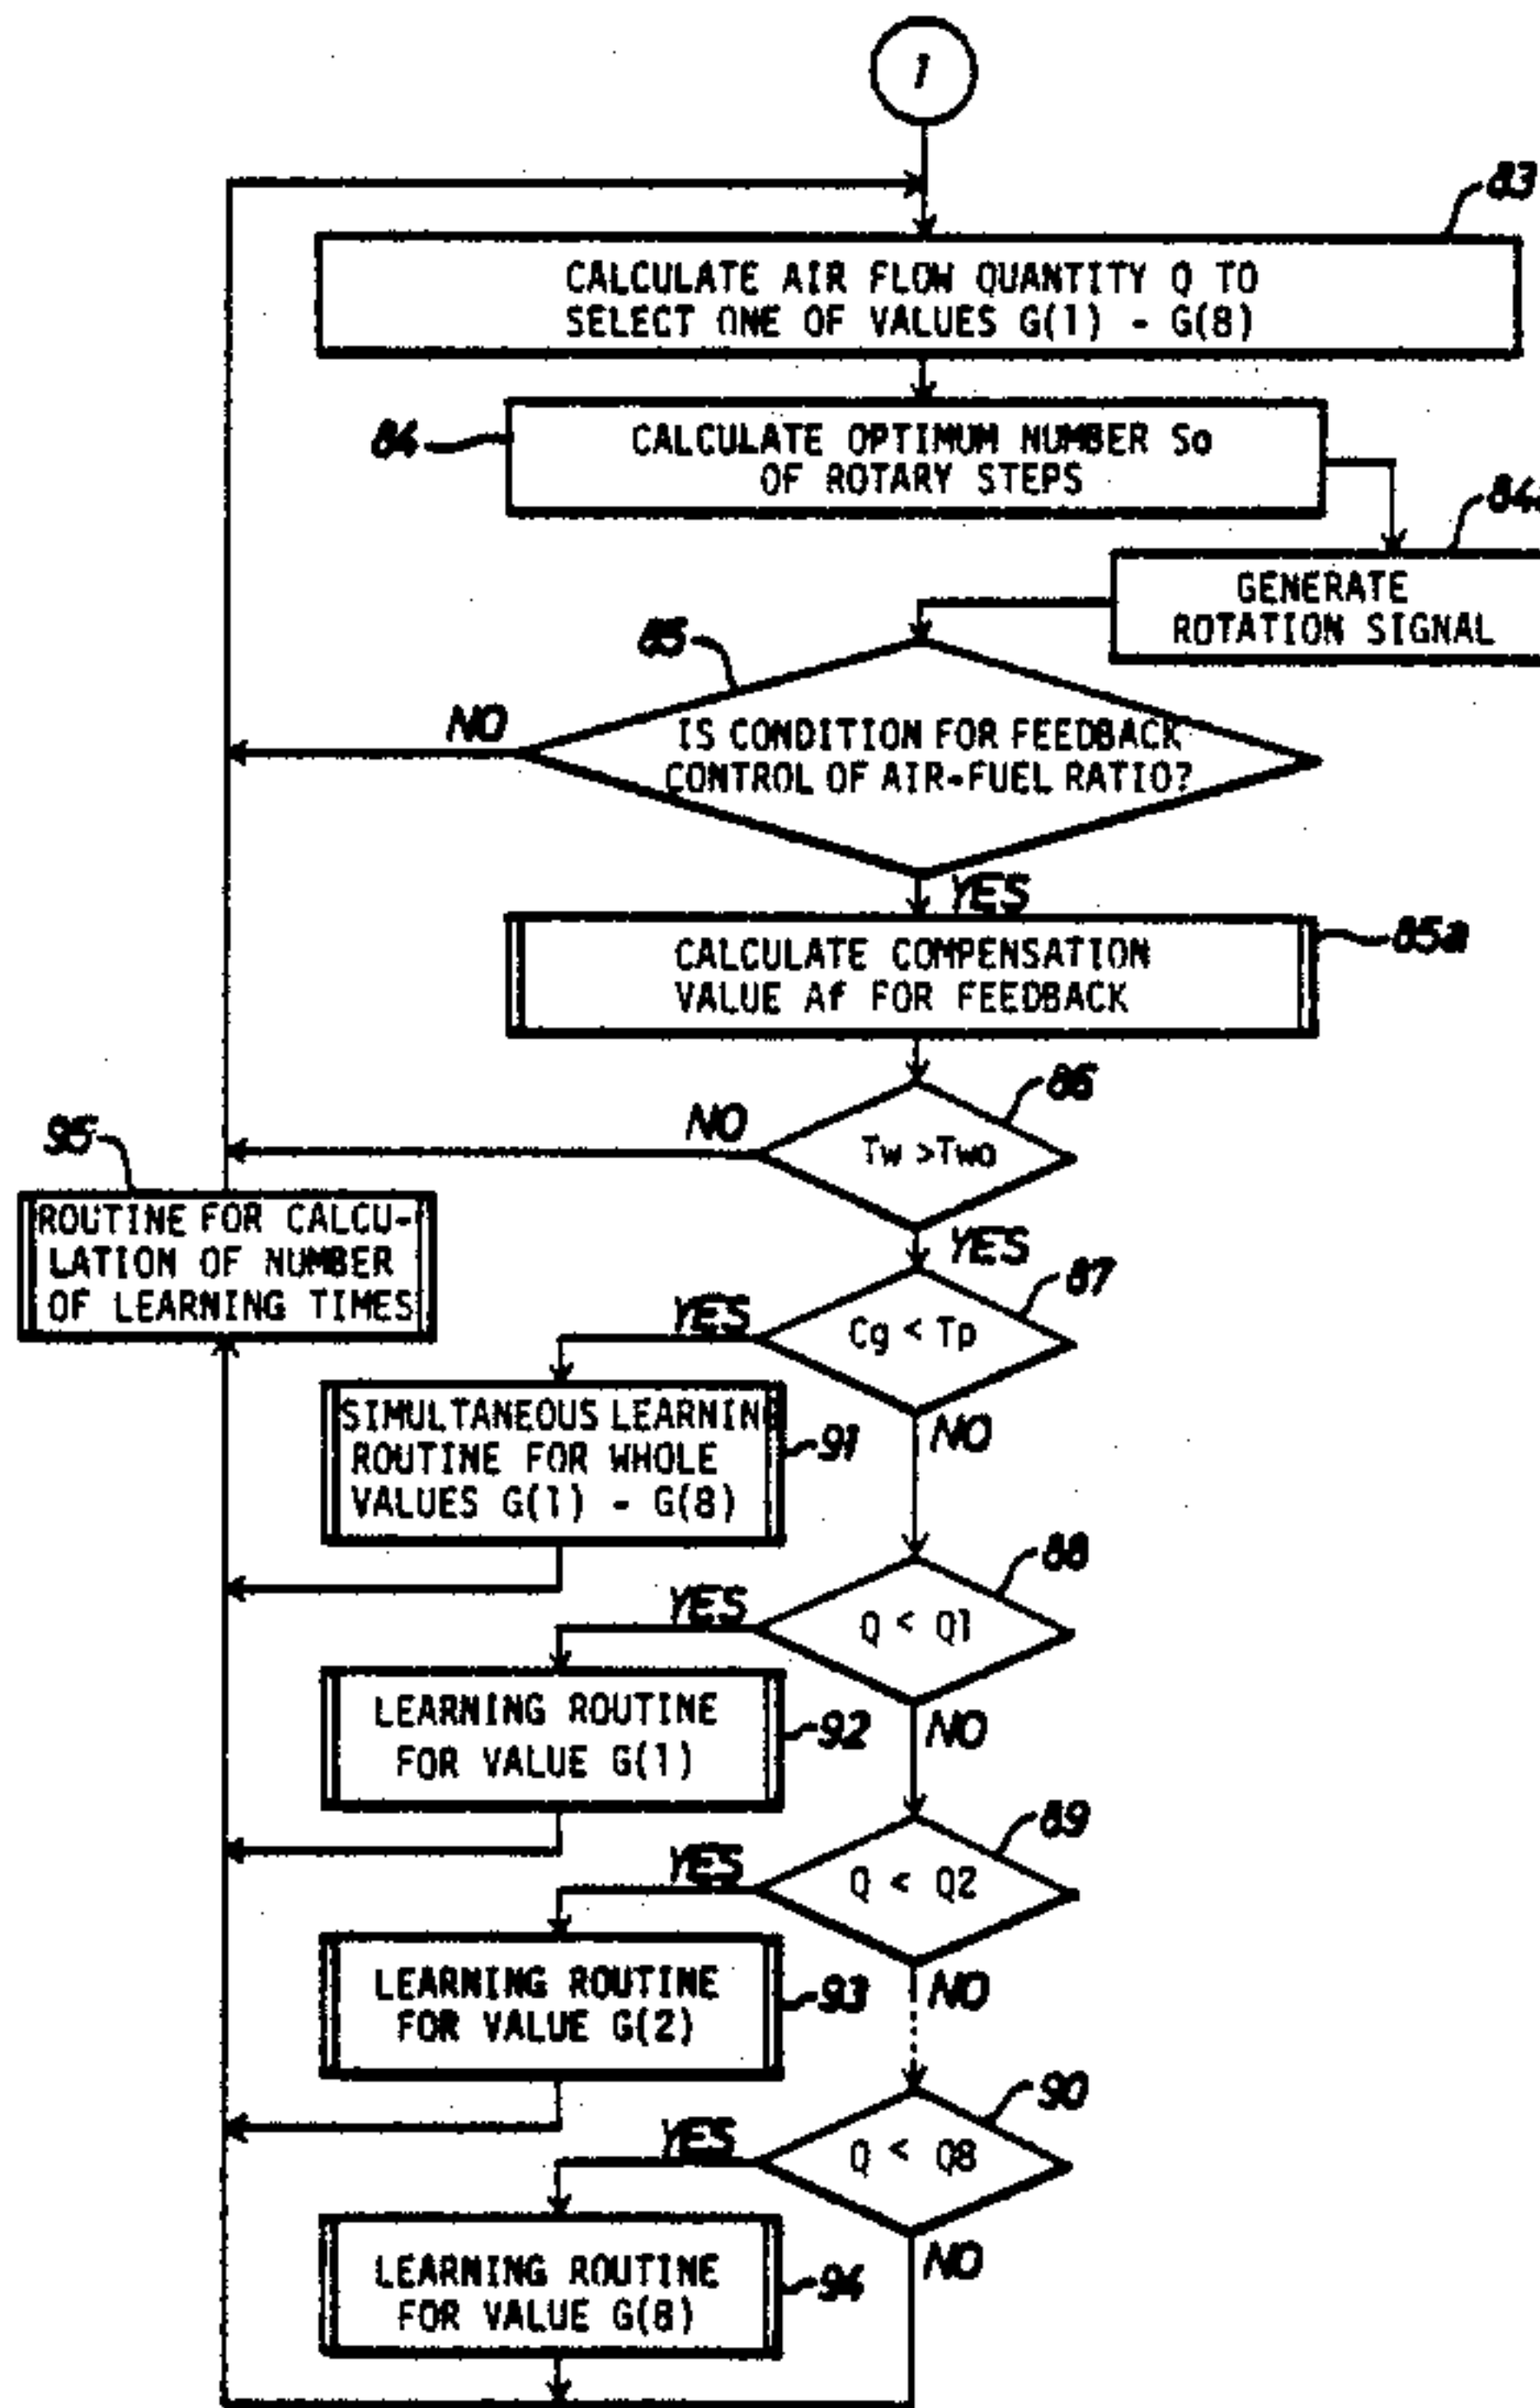 1
83
CALCULATE AIR FLOW QUANTITY Q TO
SELECT ONE OF VALUES G(1) - G(8)
84
CALCULATE OPTIMUM NUMBER So
OF ROTARY STEPS
84a
GENERATE
ROTATION SIGNAL
85
NO
IS CONDITION FOR FEEDBACK
CONTROL OF AIR-FUEL RATIO?
YES
85a
CALCULATE COMPENSATION
VALUE Af FOR FEEDBACK
86
NO
Tw >Two
YES
95
ROUTINE FOR CALCU-
LATION OF NUMBER
OF LEARNING TIMES
87
YES
Cg < Tp
NO
SIMULTANEOUS LEARNING
ROUTINE FOR WHOLE
VALUES G(1) - G(8)
91
88
YES
Q < Q1
NO
LEARNING ROUTINE
FOR VALUE G(1)
92
89
YES
Q < Q2
NO
LEARNING ROUTINE
FOR VALUE G(2)
93
90
YES
Q < Q8
NO
LEARNING ROUTINE
FOR VALUE G(8)
94